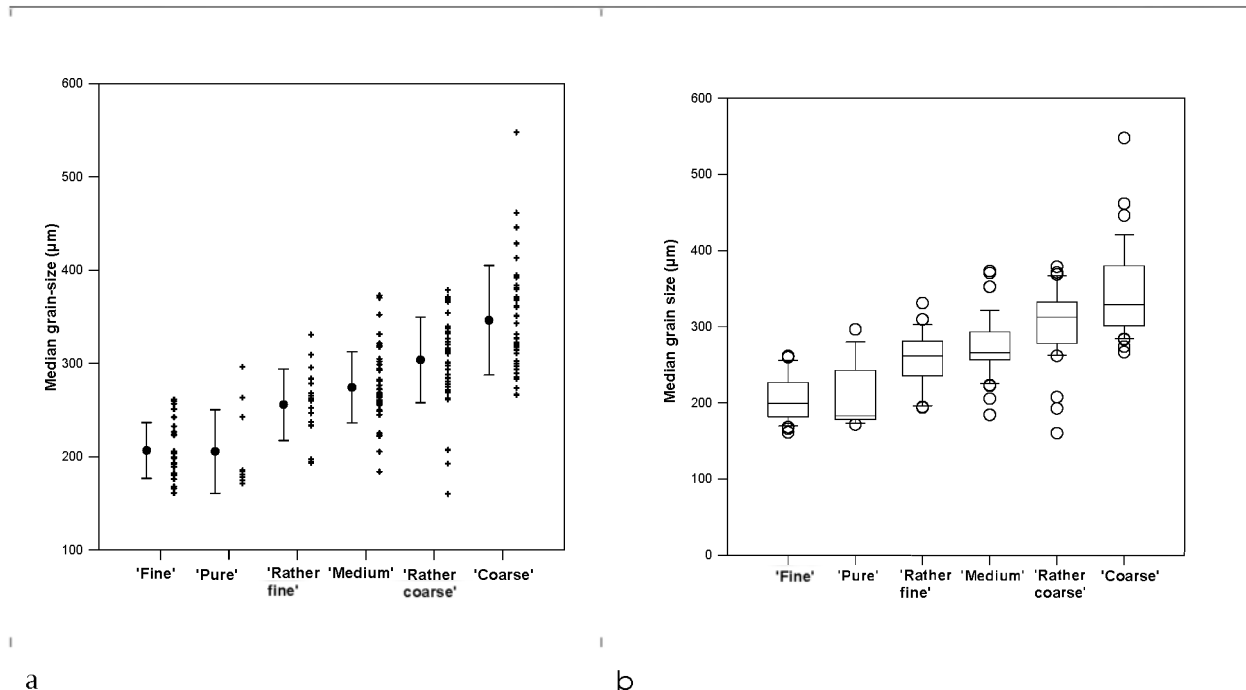 600
500
400
300
200
100
Median grain-size (µm)
'Fine' 'Pure' 'Rather 'Medium' 'Rather 'Coarse'
fine' coarse'
a
600
500
400
300
200
100
0
Median grain size (µm)
'Fine' 'Pure' 'Rather 'Medium' 'Rather 'Coarse'
fine' coarse'
b